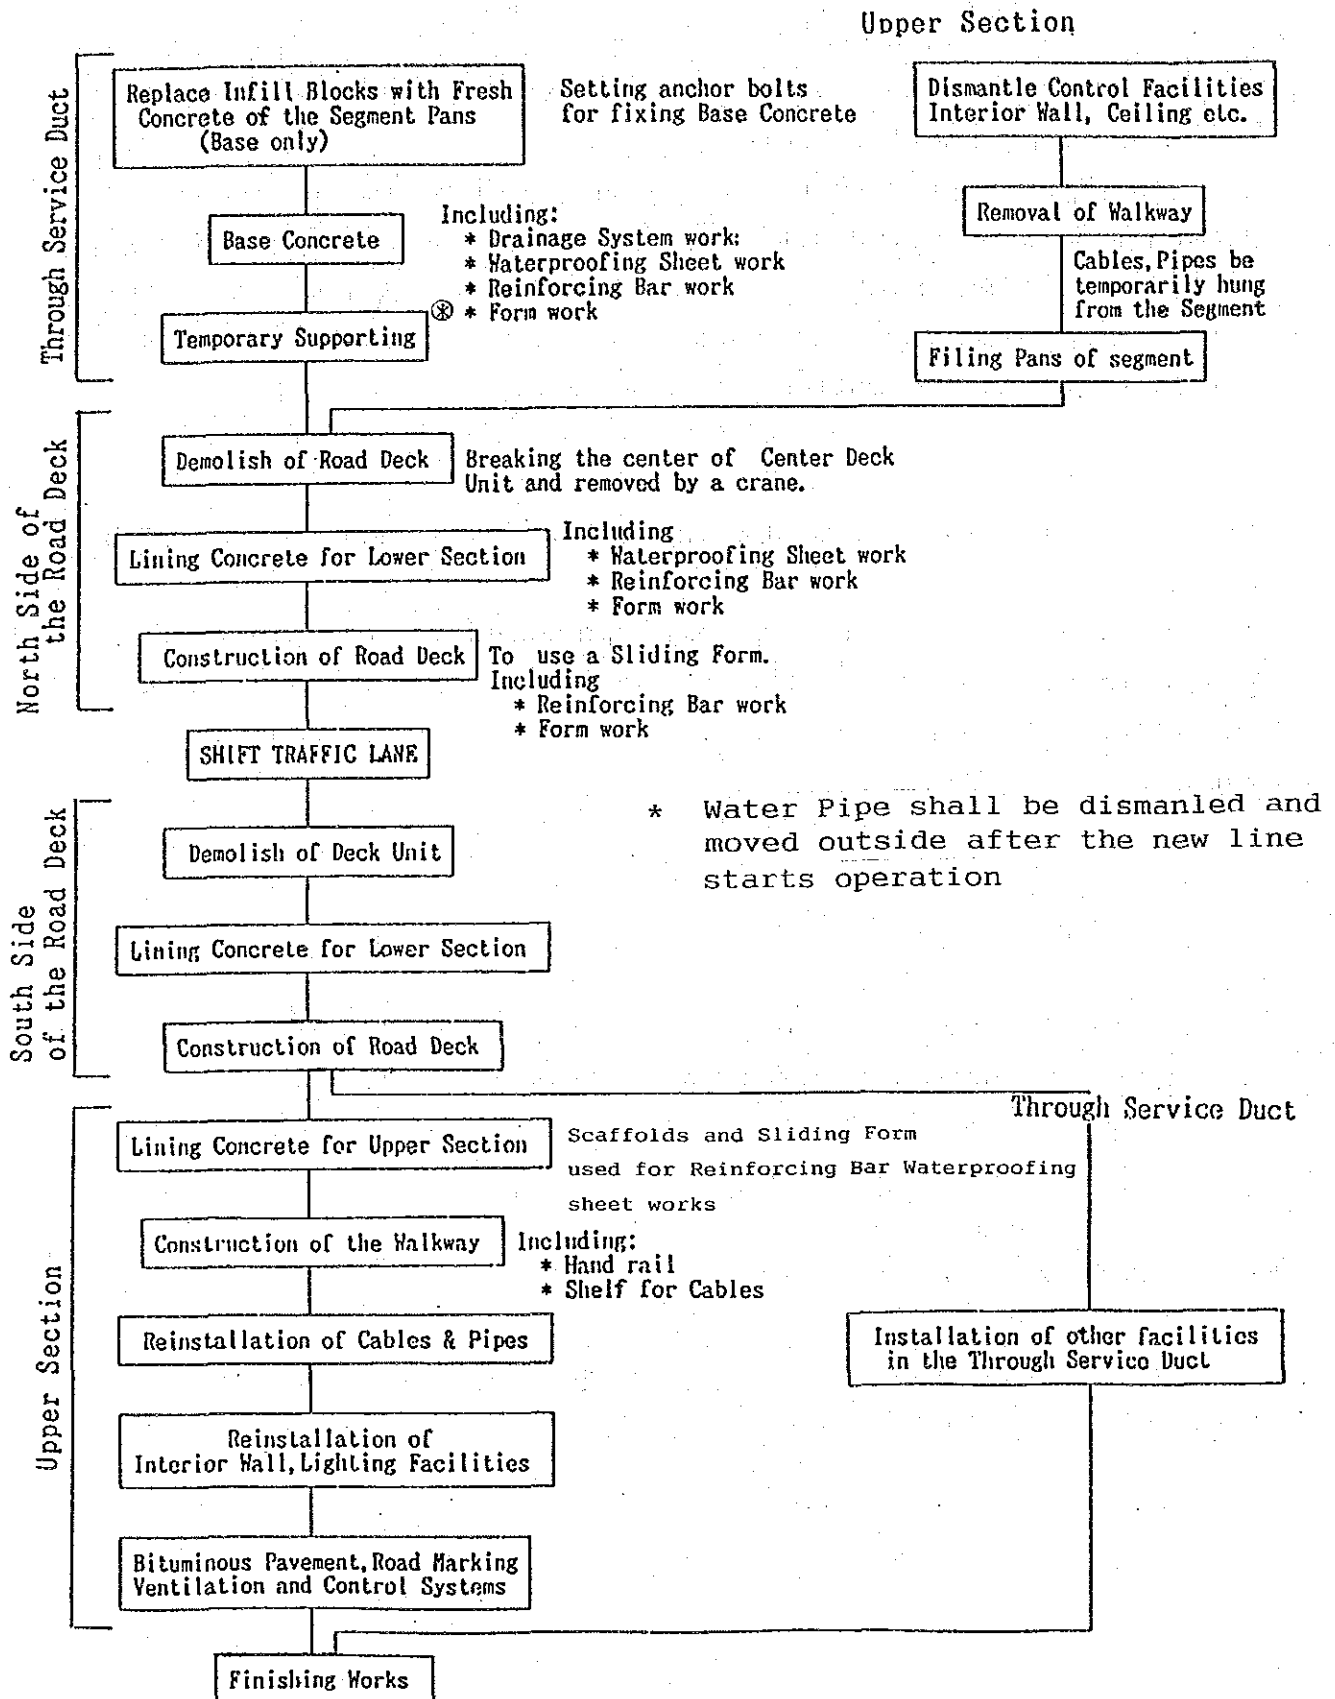 Upper Section
Through Service Duct
Replace Infill Blocks with Fresh
Concrete of the Segment Pans
(Base only)
Setting anchor bolts
for fixing Base Concrete
Dismantle Control Facilities
Interior Wall, Ceiling etc.
Base Concrete
Including:
* Drainage System work:
* Waterproofing Sheet work
* Reinforcing Bar work
⊛ * Form work
Removal of Walkway
Cables, Pipes be
temporarily hung
from the Segment
Temporary Supporting
Filing Pans of segment
North Side of
the Road Deck
Demolish of Road Deck
Breaking the center of Center Deck
Unit and removed by a crane.
Lining Concrete for Lower Section
Including
* Waterproofing Sheet work
* Reinforcing Bar work
* Form work
Construction of Road Deck
To use a Sliding Form.
Including
* Reinforcing Bar work
* Form work
SHIFT TRAFFIC LANE
* Water Pipe shall be dismanled and
moved outside after the new line
starts operation
South Side
of the Road Deck
Demolish of Deck Unit
Lining Concrete for Lower Section
Construction of Road Deck
Through Service Duct
Upper Section
Lining Concrete for Upper Section
Scaffolds and Sliding Form
used for Reinforcing Bar Waterproofing
sheet works
Construction of the Walkway
Including:
* Hand rail
* Shelf for Cables
Reinstallation of Cables & Pipes
Installation of other facilities
in the Through Service Duct
Reinstallation of
Interior Wall, Lighting Facilities
Bituminous Pavement, Road Marking
Ventilation and Control Systems
Finishing Works